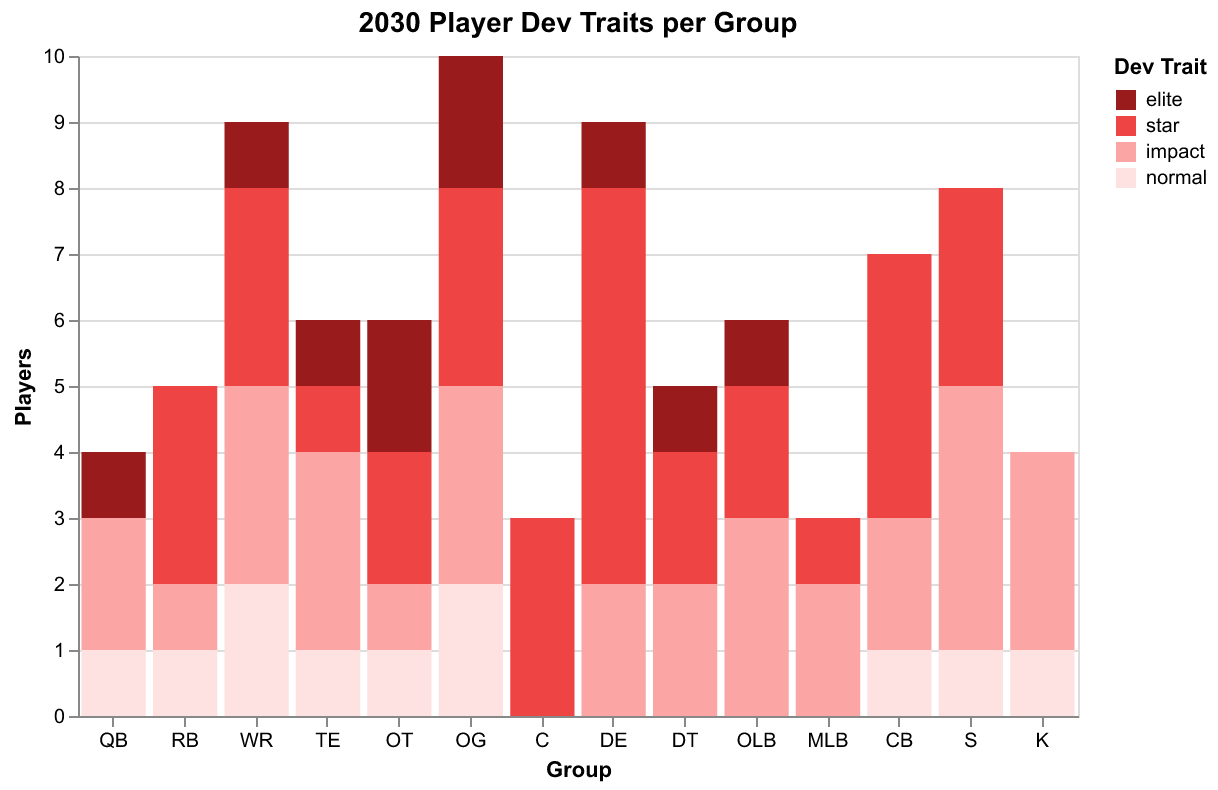 2030 Player Dev Traits per Group
Dev Trait
elite
star
impact
normal
Players
10
9
8
7
6
5
4
3
2
1
0
QB RB WR TE OT OG C DE DT OLB MLB CB S K
Group